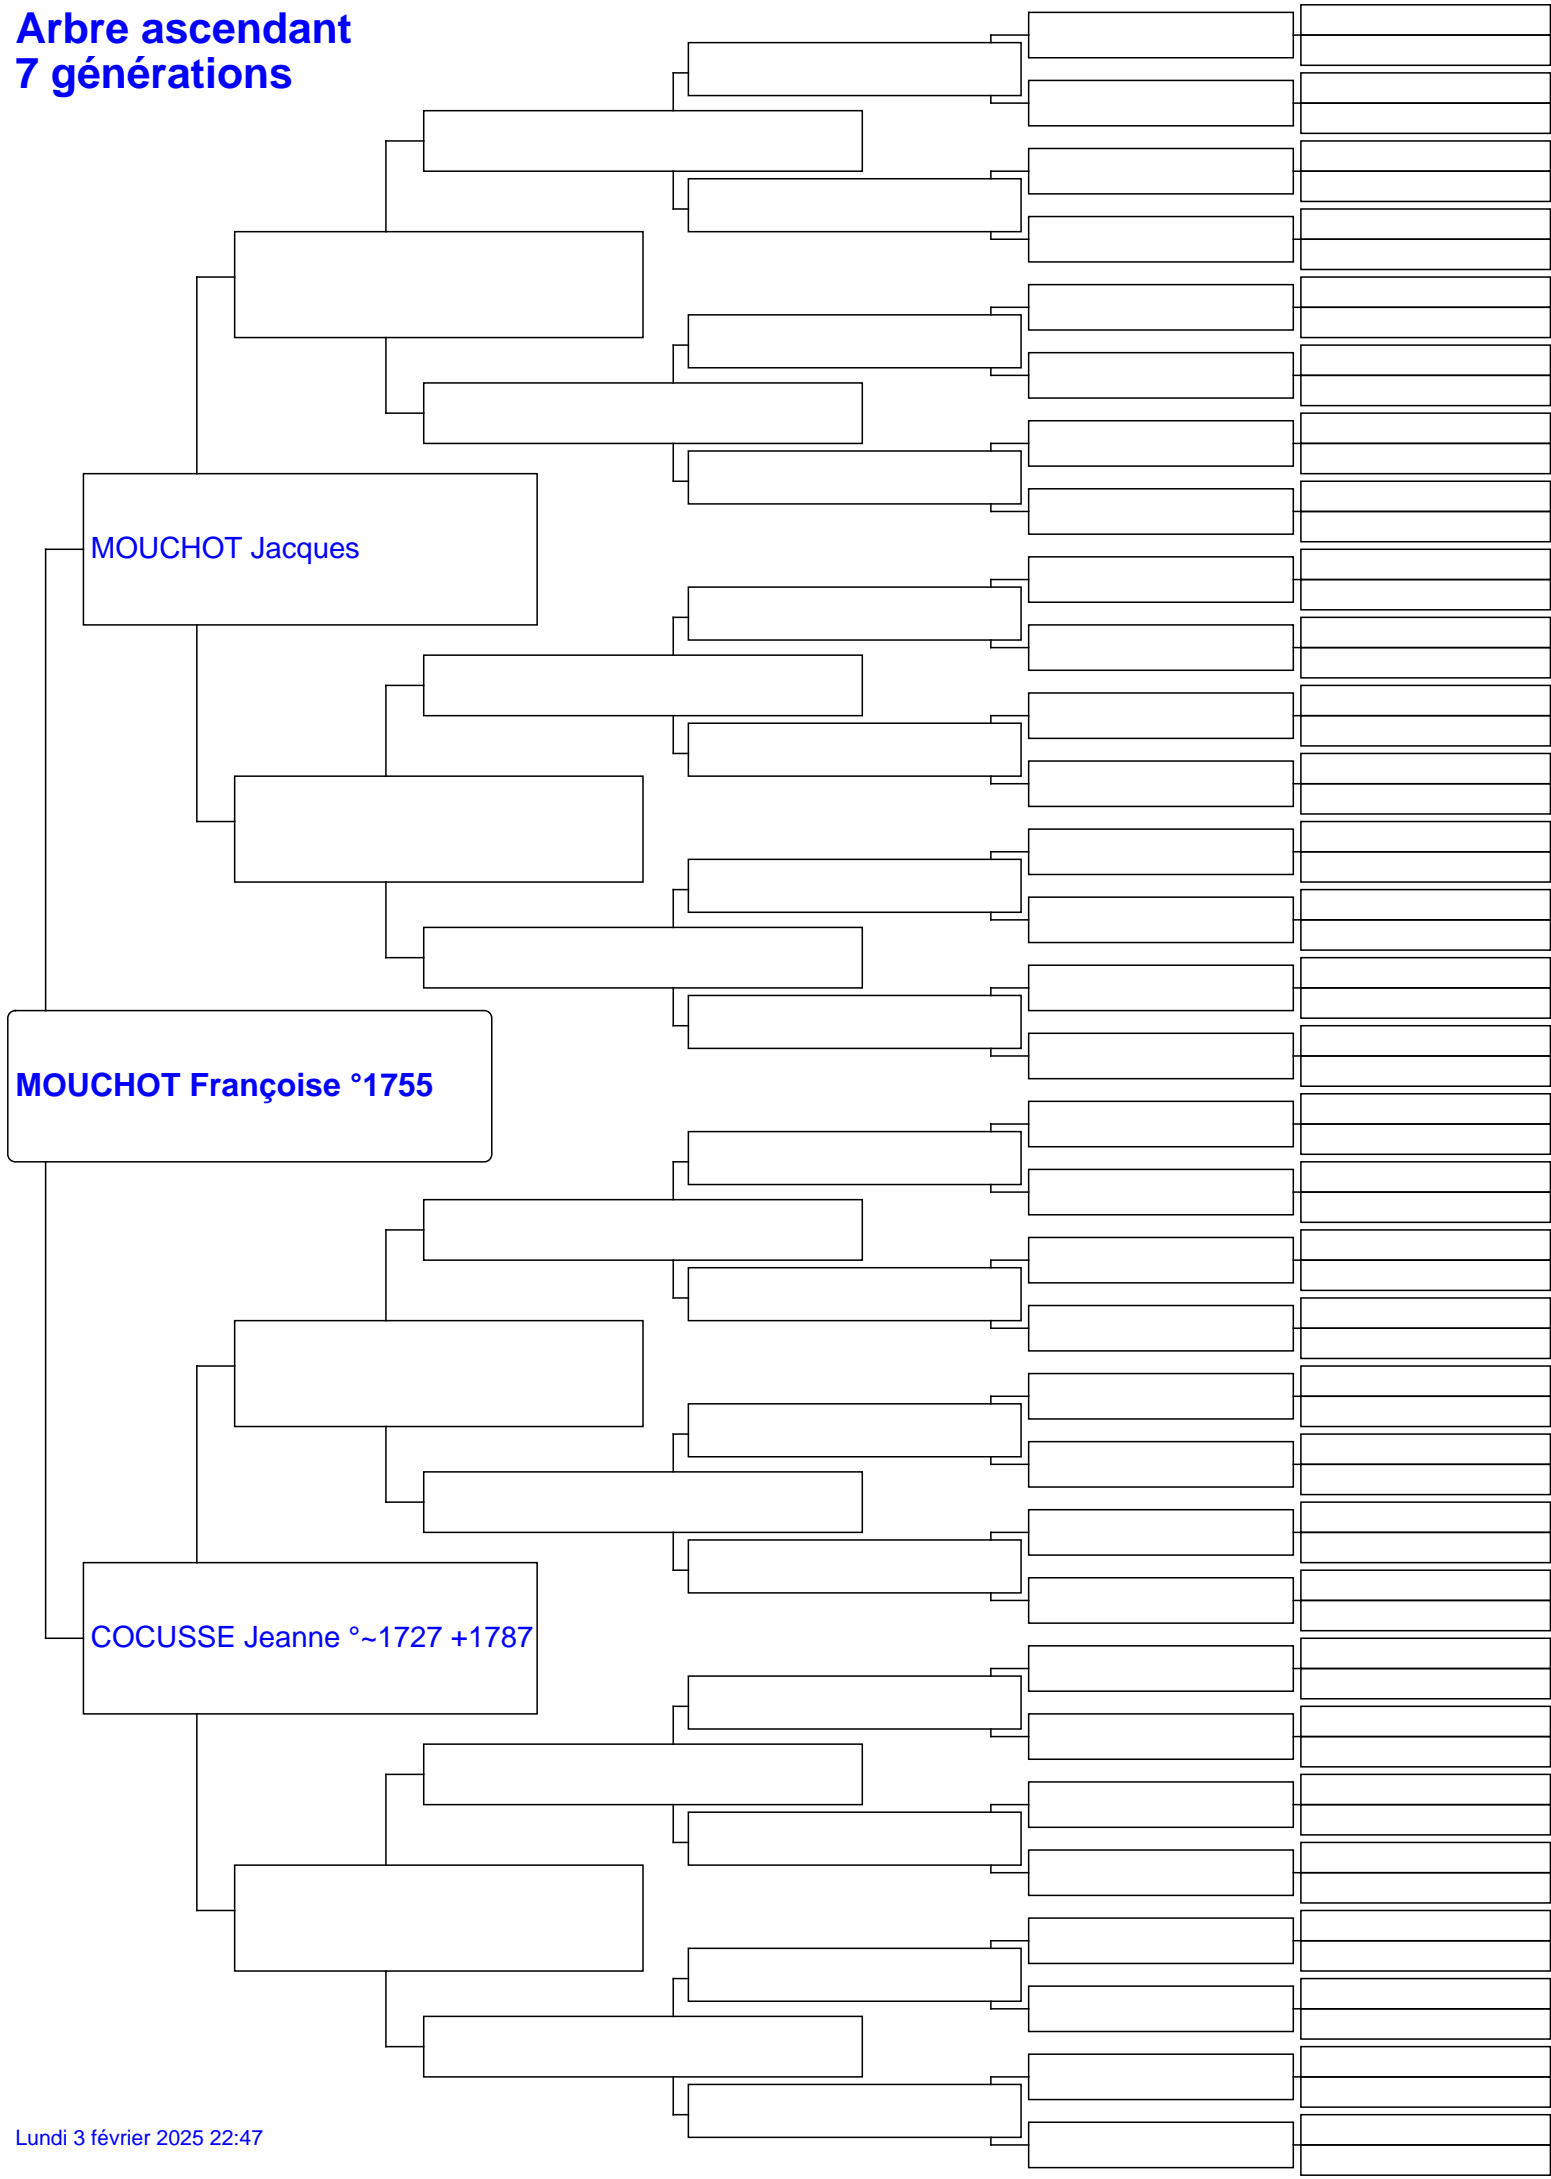 Arbre ascendant
7 générations
MOUCHOT Jacques
MOUCHOT Françoise °1755
COCUSSE Jeanne °~1727 +1787
Lundi 3 février 2025 22:47